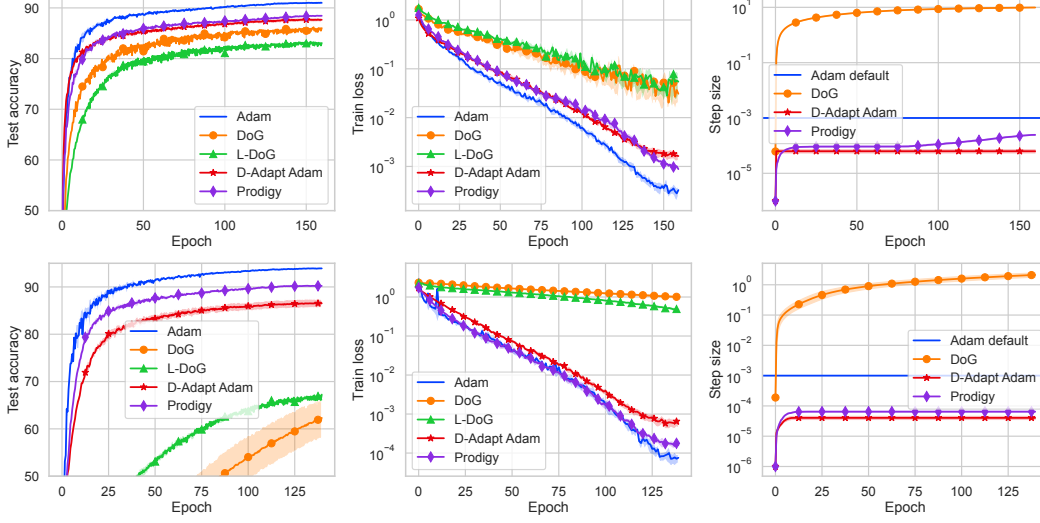 Test accuracy
90
80
70
60
50
0
50
100
150
Epoch
Adam
DoG
L-DoG
D-Adapt Adam
Prodigy
Train loss
10^0
10^-1
10^-2
10^-3
0
25
50
75
100
125
150
Epoch
Adam
DoG
L-DoG
D-Adapt Adam
Prodigy
Step size
10^1
10^-1
10^-3
10^-5
0
50
100
150
Epoch
Adam default
DoG
D-Adapt Adam
Prodigy
Test accuracy
90
80
70
60
50
0
25
50
75
100
125
Epoch
Adam
DoG
L-DoG
D-Adapt Adam
Prodigy
Train loss
10^0
10^-1
10^-2
10^-3
10^-4
0
25
50
75
100
125
Epoch
Adam
DoG
L-DoG
D-Adapt Adam
Prodigy
Step size
10^0
10^-1
10^-2
10^-3
10^-4
10^-5
10^-6
0
25
50
75
100
125
Epoch
Adam default
DoG
D-Adapt Adam
Prodigy